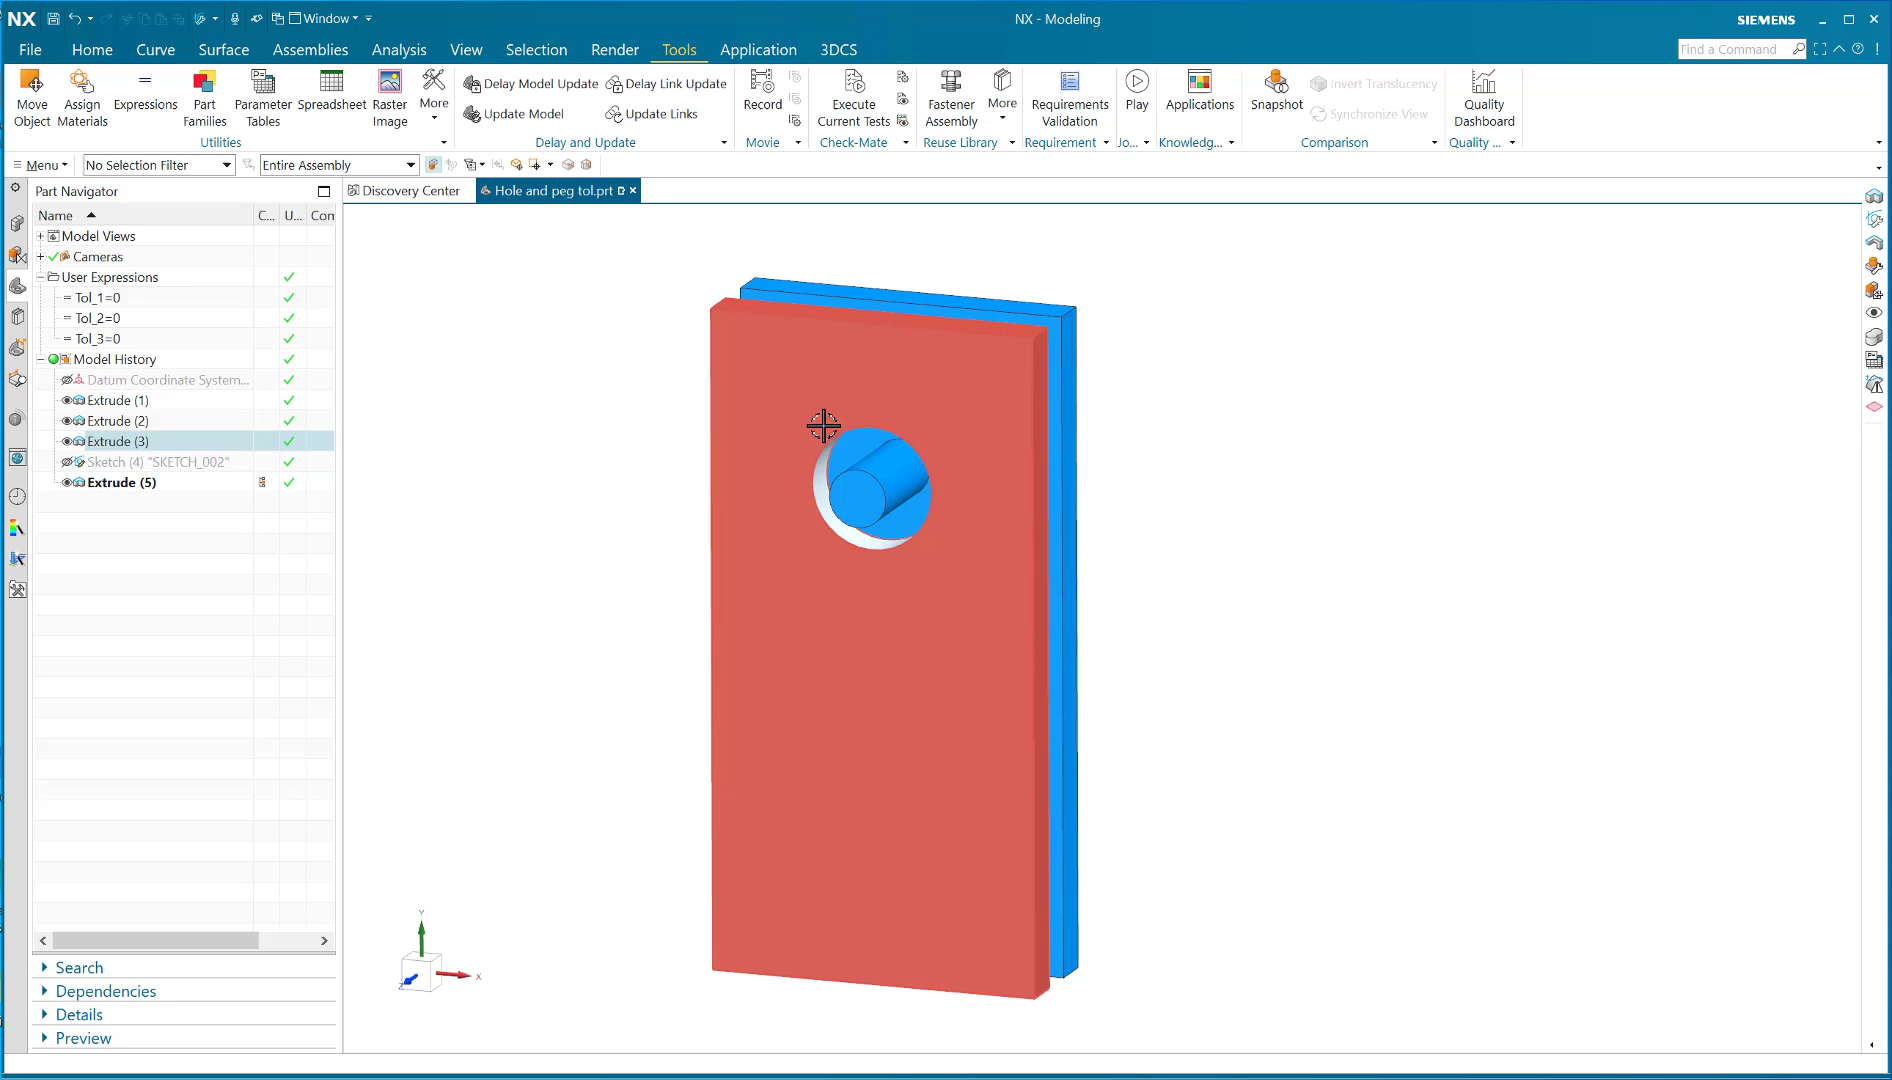 NX Window NX - Modeling SIEMENS
File Home Curve Surface Assemblies Analysis View Selection Render Tools Application 3DCS Find a Command
Move Object
Assign Materials
Expressions
Part Families
Parameter Tables
Spreadsheet
Raster Image
More
Delay Model Update
Delay Link Update
Update Model
Update Links
Record
Execute Current Tests
Fastener Assembly
More
Requirements Validation
Play
Applications
Snapshot
Invert Translucency
Synchronize View
Quality Dashboard
Utilities Delay and Update Movie Check-Mate Reuse Library Requirement Jo... Knowledg... Comparison Quality ...
Menu No Selection Filter Entire Assembly
Part Navigator Discovery Center Hole and peg tol.prt
Name C... U... Con
Model Views
Cameras
User Expressions
= Tol_1=0
= Tol_2=0
= Tol_3=0
Model History
Datum Coordinate System...
Extrude (1)
Extrude (2)
Extrude (3)
Sketch (4) "SKETCH_002"
Extrude (5)
Y
X
Z
Search
Dependencies
Details
Preview